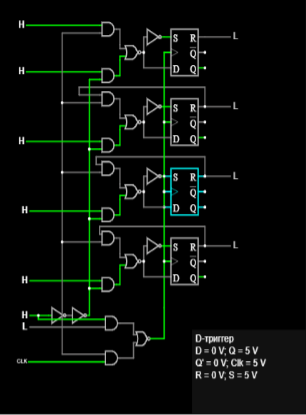 H
S R L
Q
H
D Q
S R L
Q
H
D Q
H
S R L
Q
D Q
H
S R L
Q
H
D Q
H
L
CLK
D-триггер
D = 0 V; Q = 5 V
Q' = 0 V; Clk = 5 V
R = 0 V; S = 5 V